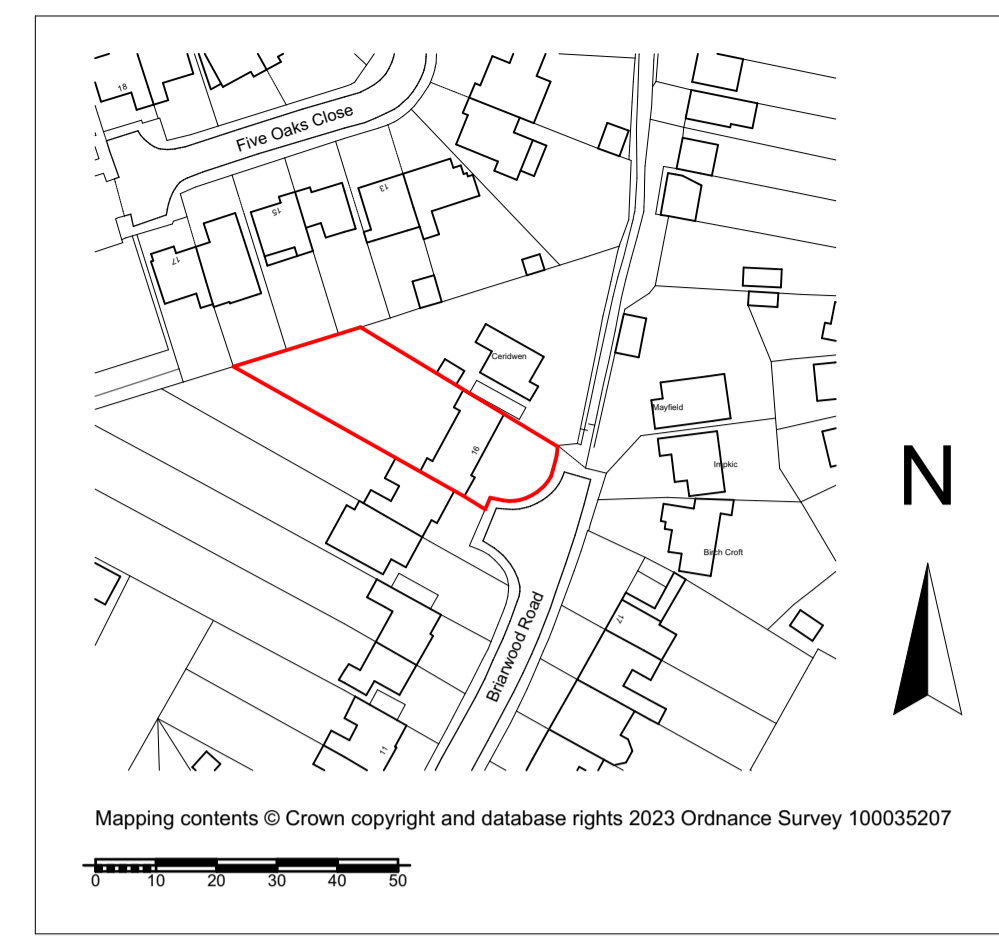 18
Five Oaks Close
13
15
17
Ceridwen
Mayfield
16
Impkic
N
Birch Croft
17
Briarwood Road
11
Mapping contents © Crown copyright and database rights 2023 Ordnance Survey 100035207
0 10 20 30 40 50